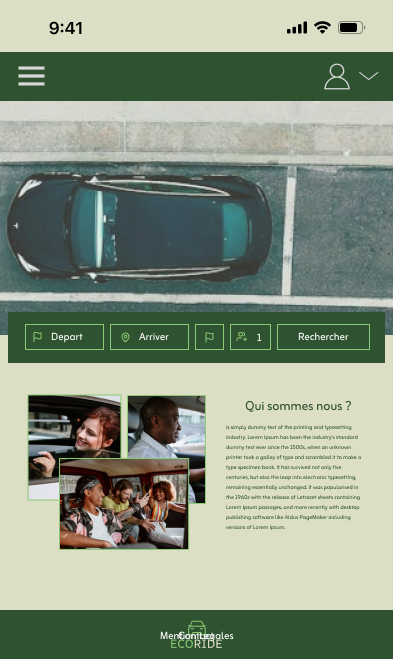 9:41
Depart
Arriver
1
Rechercher
Qui sommes nous ?
is simply dummy text of the printing and typesetting
industry. Lorem Ipsum has been the industry's standard
dummy text ever since the 1500s, when an unknown
printer took a galley of type and scrambled it to make a
type specimen book. It has survived not only five
centuries, but also the leap into electronic typesetting,
remaining essentially unchanged. It was popularised in
the 1960s with the release of Letraset sheets containing
Lorem Ipsum passages, and more recently with desktop
publishing software like Aldus PageMaker including
versions of Lorem Ipsum.
Mention Legales
ECORIDE